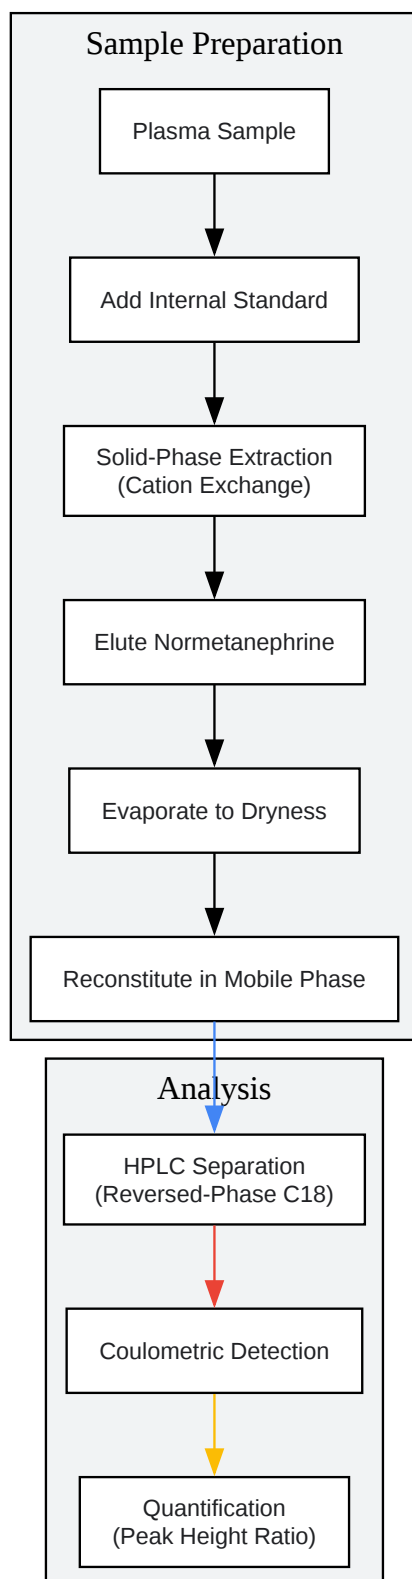 Sample Preparation
Plasma Sample
Add Internal Standard
Solid-Phase Extraction
(Cation Exchange)
Elute Normetanephrine
Evaporate to Dryness
Reconstitute in Mobile Phase
Analysis
HPLC Separation
(Reversed-Phase C18)
Coulometric Detection
Quantification
(Peak Height Ratio)